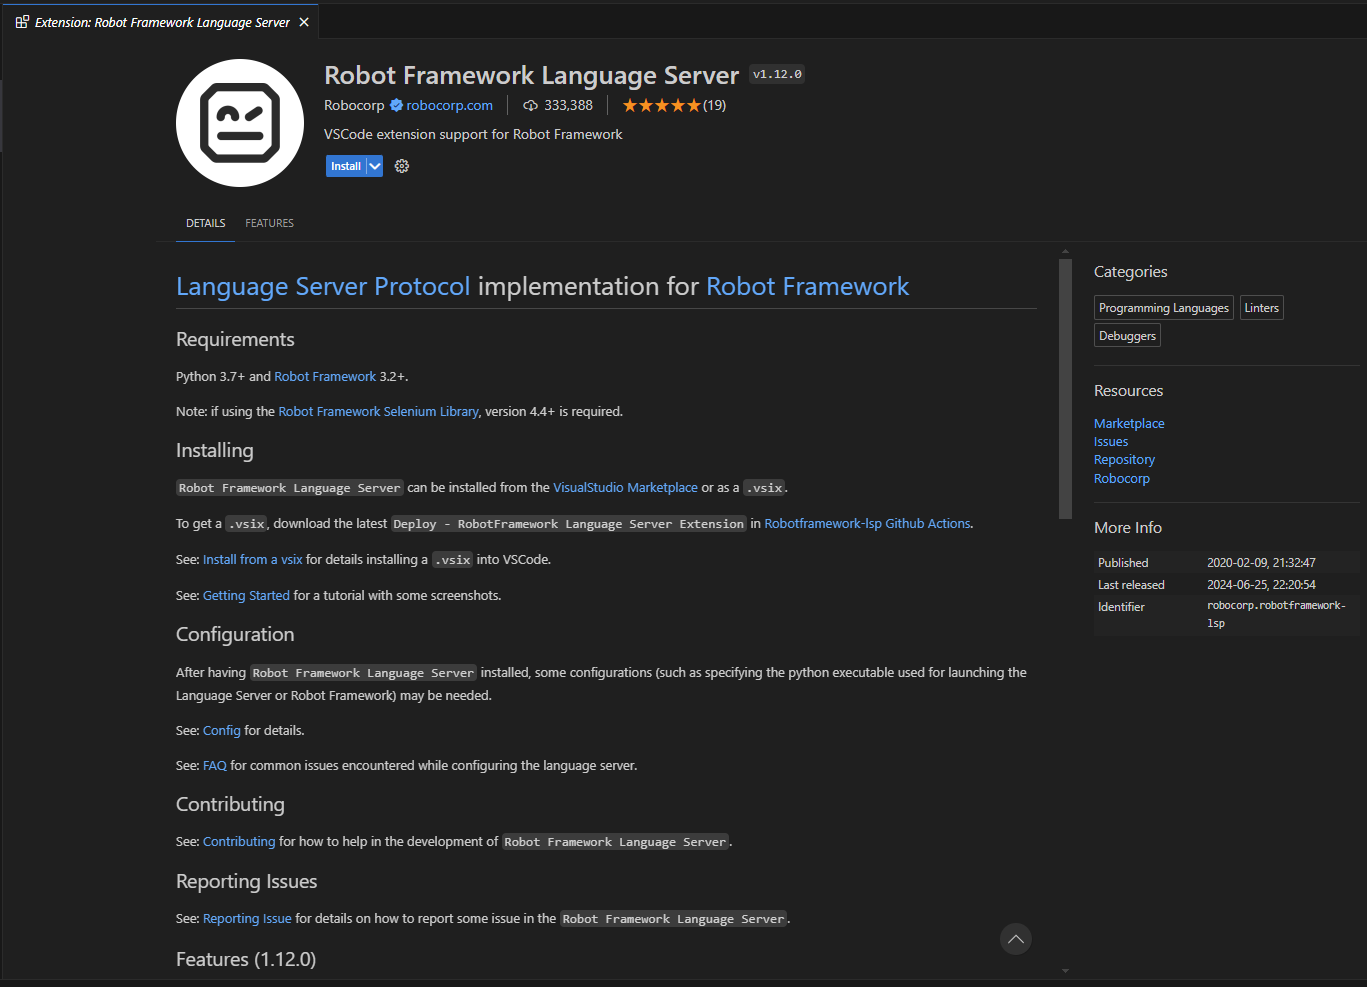 Extension: Robot Framework Language Server
Robot Framework Language Server v1.12.0
Robocorp robocorp.com 333,388 (19)
VSCode extension support for Robot Framework
Install
DETAILS FEATURES
Language Server Protocol implementation for Robot Framework
Requirements
Python 3.7+ and Robot Framework 3.2+.
Note: if using the Robot Framework Selenium Library, version 4.4+ is required.
Installing
Robot Framework Language Server can be installed from the VisualStudio Marketplace or as a .vsix.
To get a .vsix, download the latest Deploy - RobotFramework Language Server Extension in Robotframework-lsp Github Actions.
See: Install from a vsix for details installing a .vsix into VSCode.
See: Getting Started for a tutorial with some screenshots.
Configuration
After having Robot Framework Language Server installed, some configurations (such as specifying the python executable used for launching the
Language Server or Robot Framework) may be needed.
See: Config for details.
See: FAQ for common issues encountered while configuring the language server.
Contributing
See: Contributing for how to help in the development of Robot Framework Language Server.
Reporting Issues
See: Reporting Issue for details on how to report some issue in the Robot Framework Language Server.
Features (1.12.0)
Categories
Programming Languages Linters
Debuggers
Resources
Marketplace
Issues
Repository
Robocorp
More Info
Published 2020-02-09, 21:32:47
Last released 2024-06-25, 22:20:54
Identifier robocorp.robotframework-
lsp